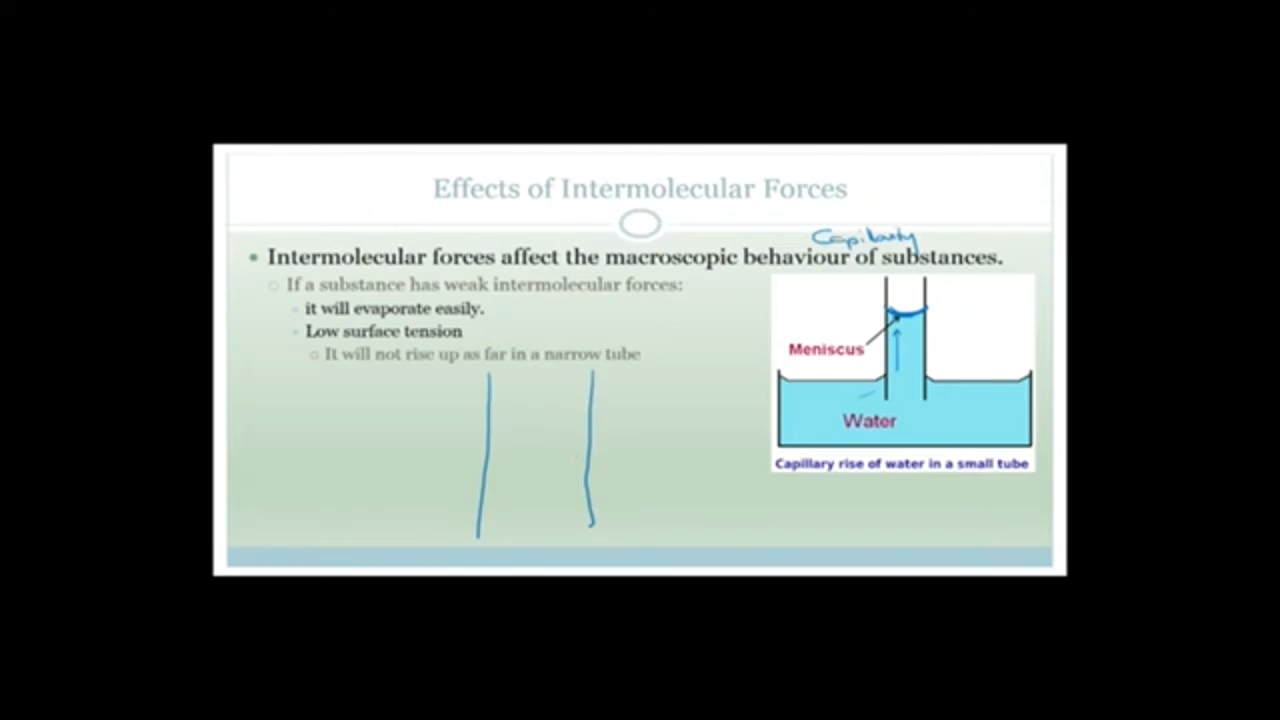 Effects of Intermolecular Forces
Capilarity
Intermolecular forces affect the macroscopic behaviour of substances.
If a substance has weak intermolecular forces:
it will evaporate easily.
Low surface tension
It will not rise up as far in a narrow tube
Meniscus
Water
Capillary rise of water in a small tube